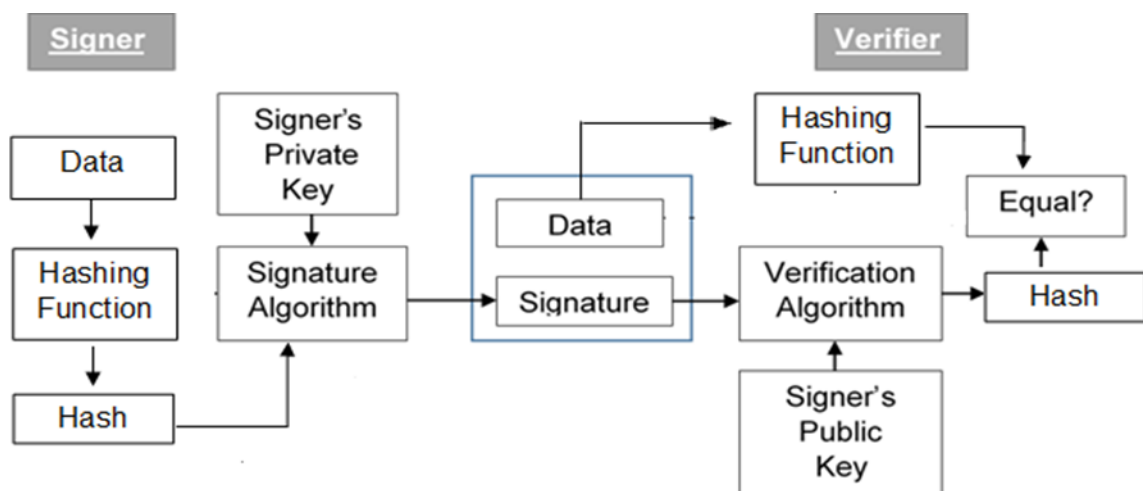 Signer
Verifier
Data
Hashing
Function
Hash
Signer's
Private
Key
Signature
Algorithm
Data
Signature
Hashing
Function
Verification
Algorithm
Signer's
Public
Key
Equal?
Hash